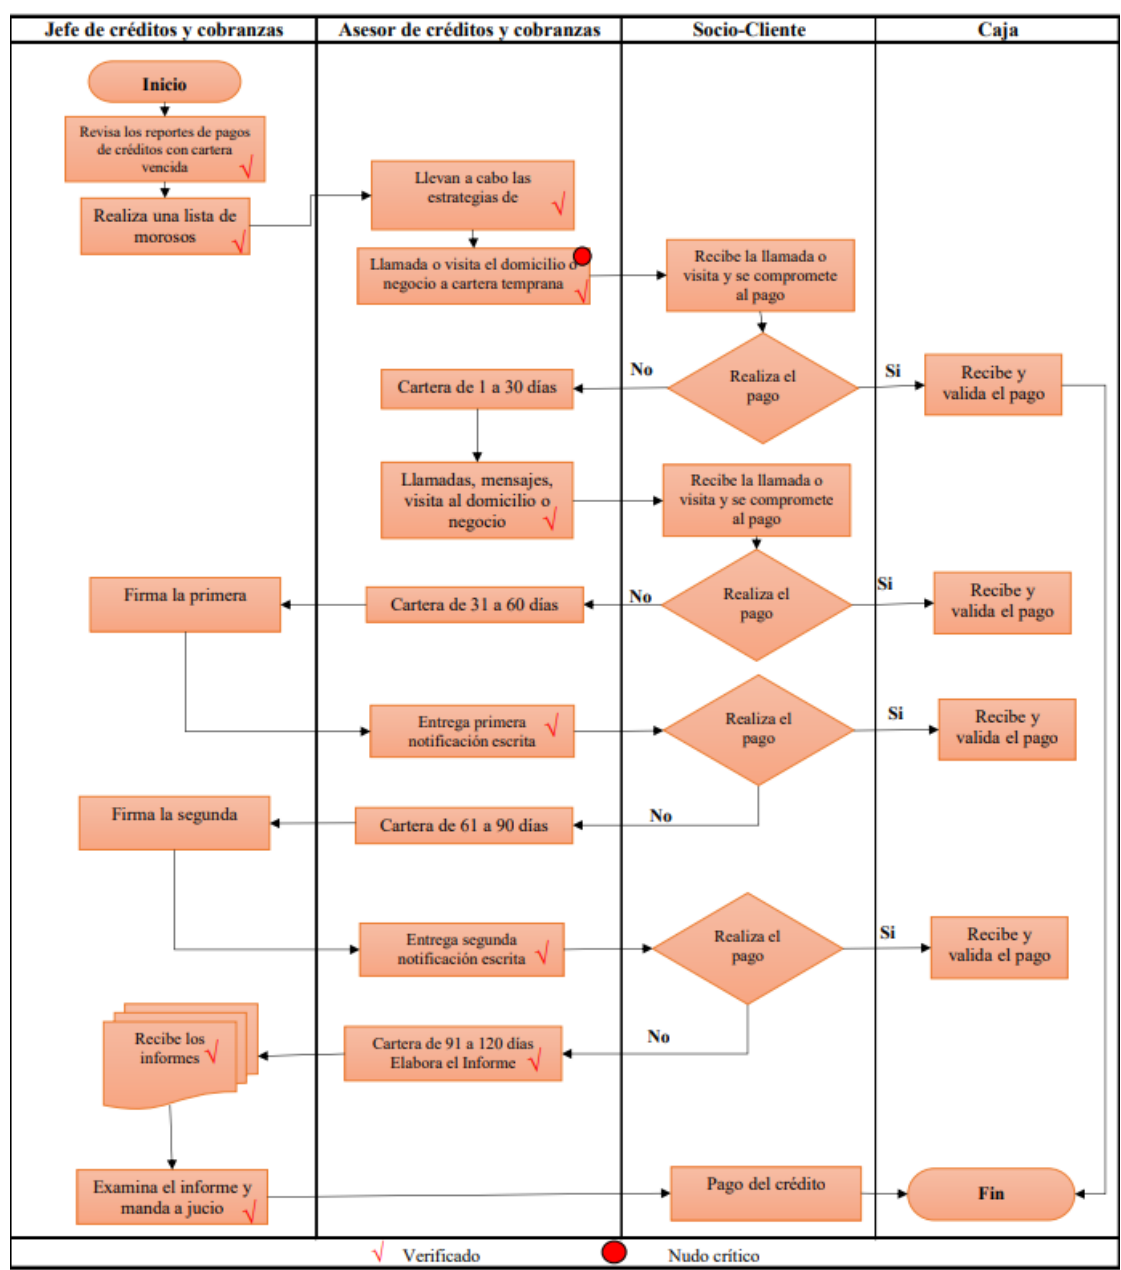 Jefe de créditos y cobranzas
Asesor de créditos y cobranzas
Socio-Cliente
Caja
Inicio
Revisa los reportes de pagos
de créditos con cartera
vencida √
Realiza una lista de
morosos √
Llevan a cabo las
estrategias de √
Llamada o visita el domicilio o
negocio a cartera temprana √
Recibe la llamada o
visita y se compromete
al pago
Realiza el
pago
No
Si
Cartera de 1 a 30 días
Recibe y
valida el pago
Llamadas, mensajes,
visita al domicilio o
negocio √
Recibe la llamada o
visita y se compromete
al pago
Realiza el
pago
No
Si
Firma la primera
Cartera de 31 a 60 días
Recibe y
valida el pago
Entrega primera √
notificación escrita
Realiza el
pago
Si
Recibe y
valida el pago
No
Firma la segunda
Cartera de 61 a 90 días
Entrega segunda
notificación escrita √
Realiza el
pago
Si
Recibe y
valida el pago
No
Recibe los
informes √
Cartera de 91 a 120 días
Elabora el Informe √
Examina el informe y
manda a jucio √
Pago del crédito
Fin
√ Verificado
Nudo crítico